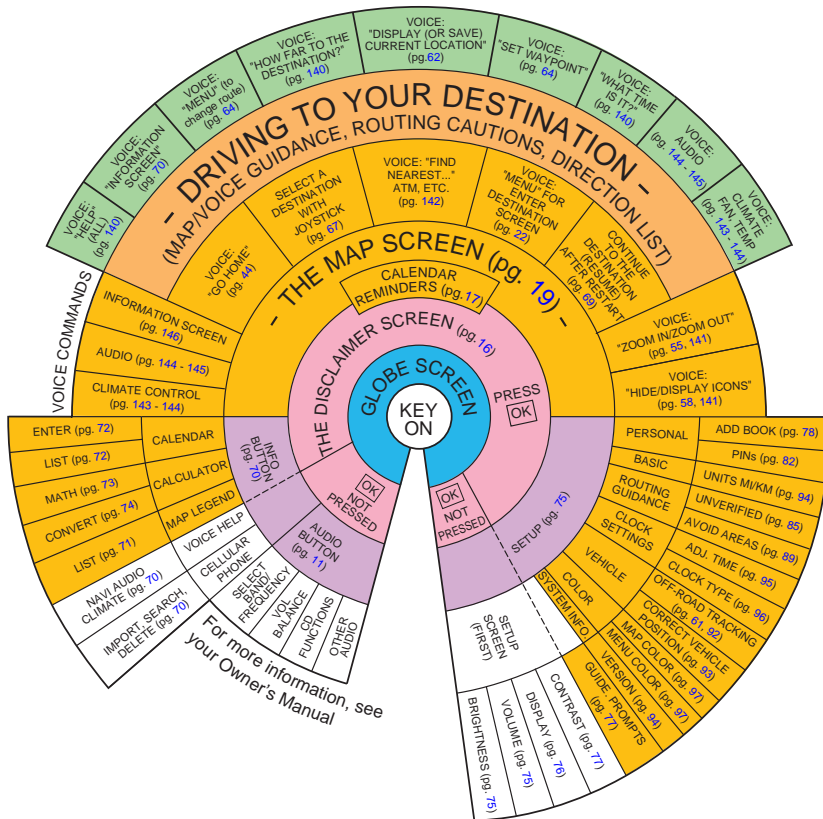 VOICE:
"HELP"
(ALL)
(pg. 140)
VOICE:
"INFORMATION
SCREEN"
(pg. 70)
VOICE:
"MENU" (to
change route)
(pg. 64)
VOICE:
"HOW FAR TO THE
DESTINATION?"
(pg. 140)
VOICE:
"DISPLAY (OR SAVE)
CURRENT LOCATION"
(pg.62)
VOICE:
"SET WAYPOINT"
(pg. 64)
VOICE:
"WHAT TIME
IS IT?"
(pg. 140)
VOICE:
AUDIO
(pg. 144 - 145)
VOICE:
CLIMATE
FAN, TEMP
(pg. 143 - 144)
- DRIVING TO YOUR DESTINATION -
(MAP/VOICE GUIDANCE, ROUTING CAUTIONS, DIRECTION LIST)
VOICE:
"GO HOME"
(pg. 44)
SELECT A
DESTINATION
WITH
JOYSTICK
(pg. 67)
VOICE: "FIND
NEAREST..."
ATM, ETC.
(pg. 142)
VOICE:
"MENU" FOR
ENTER
DESTINATION
SCREEN
(pg. 22)
CONTINUE
TO THE
DESTINATION
(RESUME)
AFTER RESTART
(pg. 69)
- THE MAP SCREEN (pg. 19) -
CALENDAR
REMINDERS (pg.17)
VOICE COMMANDS
INFORMATION SCREEN
(pg. 146)
AUDIO (pg. 144 - 145)
CLIMATE CONTROL
(pg. 143 - 144)
VOICE:
"ZOOM IN/ZOOM OUT"
(pg. 55, 141)
VOICE:
"HIDE/DISPLAY ICONS"
(pg. 58, 141)
THE DISCLAIMER SCREEN (pg.16)
PRESS
OK
GLOBE SCREEN
KEY
ON
OK
NOT
PRESSED
OK
NOT
PRESSED
INFO
BUTTON
(pg. 70)
AUDIO
BUTTON
(pg. 11)
SETUP (pg. 75)
ENTER (pg. 72)
LIST (pg. 72)
MATH (pg. 73)
CONVERT (pg. 74)
LIST (pg. 71)
NAVI AUDIO
CLIMATE (pg. 70)
IMPORT, SEARCH,
DELETE (pg. 70)
CALENDAR
CALCULATOR
MAP LEGEND
VOICE HELP
CELLULAR
PHONE
SELECT
BAND/
FREQUENCY
VOL
BALANCE
CD
FUNCTIONS
OTHER
AUDIO
For more information, see
your Owner's Manual
PERSONAL
BASIC
ROUTING
GUIDANCE
CLOCK
SETTINGS
VEHICLE
COLOR
SYSTEM INFO.
SETUP
SCREEN
(FIRST)
ADD BOOK (pg. 78)
PINs (pg. 82)
UNITS MI/KM (pg. 94)
UNVERIFIED (pg. 85)
AVOID AREAS (pg. 89)
ADJ. TIME (pg. 95)
CLOCK TYPE (pg. 96)
OFF-ROAD TRACKING
(pg. 61, 92)
CORRECT VEHICLE
POSITION (pg. 93)
MAP COLOR (pg. 97)
MENU COLOR (pg. 97)
VERSION (pg. 94)
GUIDE. PROMPTS
(pg. 77)
CONTRAST (pg. 77)
DISPLAY (pg. 76)
VOLUME (pg. 75)
BRIGHTNESS (pg. 75)